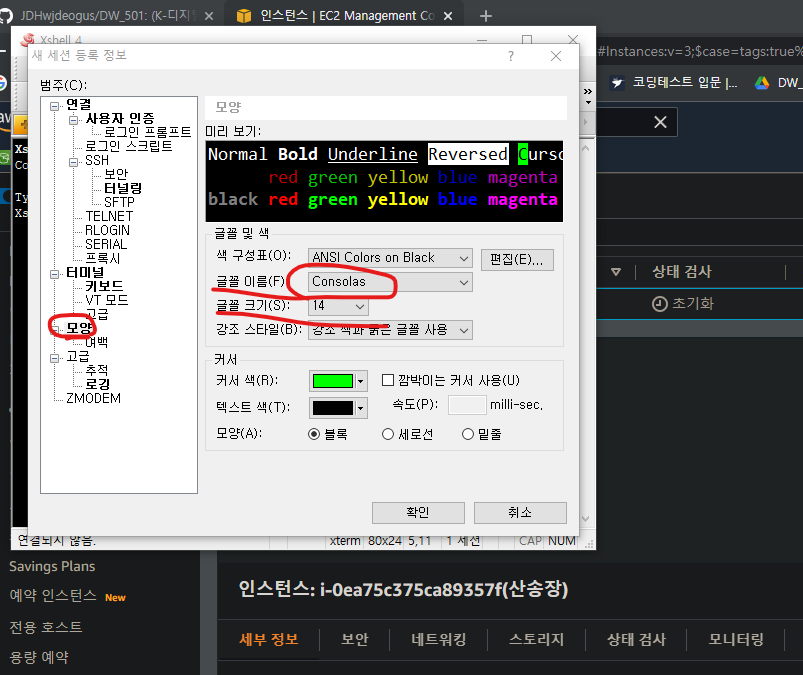 JDHwjdeogus/DW_501: (K-디지털
인스턴스 | EC2 Management Co
Xshell 4
#Instances:v=3;$case=tags:true%
새 세션 등록 정보
코딩테스트 입문 |...
DW_
범주(C):
연결
사용자 인증
로그인 프롬프트
로그인 스크립트
SSH
보안
터널링
SFTP
TELNET
RLOGIN
SERIAL
프록시
터미널
키보드
VT 모드
고급
모양
여백
고급
추적
로깅
ZMODEM
모양
미리 보기:
Normal Bold Underline Reversed Curso
red green yellow blue magenta
black red green yellow blue magenta
글꼴 및 색
색 구성표(O): ANSI Colors on Black 편집(E)...
글꼴 이름(F) Consolas
글꼴 크기(S): 14
강조 스타일(B): 강조 색과 굵은 글꼴 사용
커서
커서 색(R): 깜박이는 커서 사용(U)
텍스트 색(T): 속도(P): milli-sec.
모양(A): 블록 세로선 밑줄
확인 취소
Xs
Co
Ty
Xs
연결되지 않음. xterm 80x24 5,11 1 세션 CAP NUM
상태 검사
초기화
Savings Plans
예약 인스턴스 New
전용 호스트
용량 예약
인스턴스: i-0ea75c375ca89357f(산송장)
세부 정보 보안 네트워킹 스토리지 상태 검사 모니터링